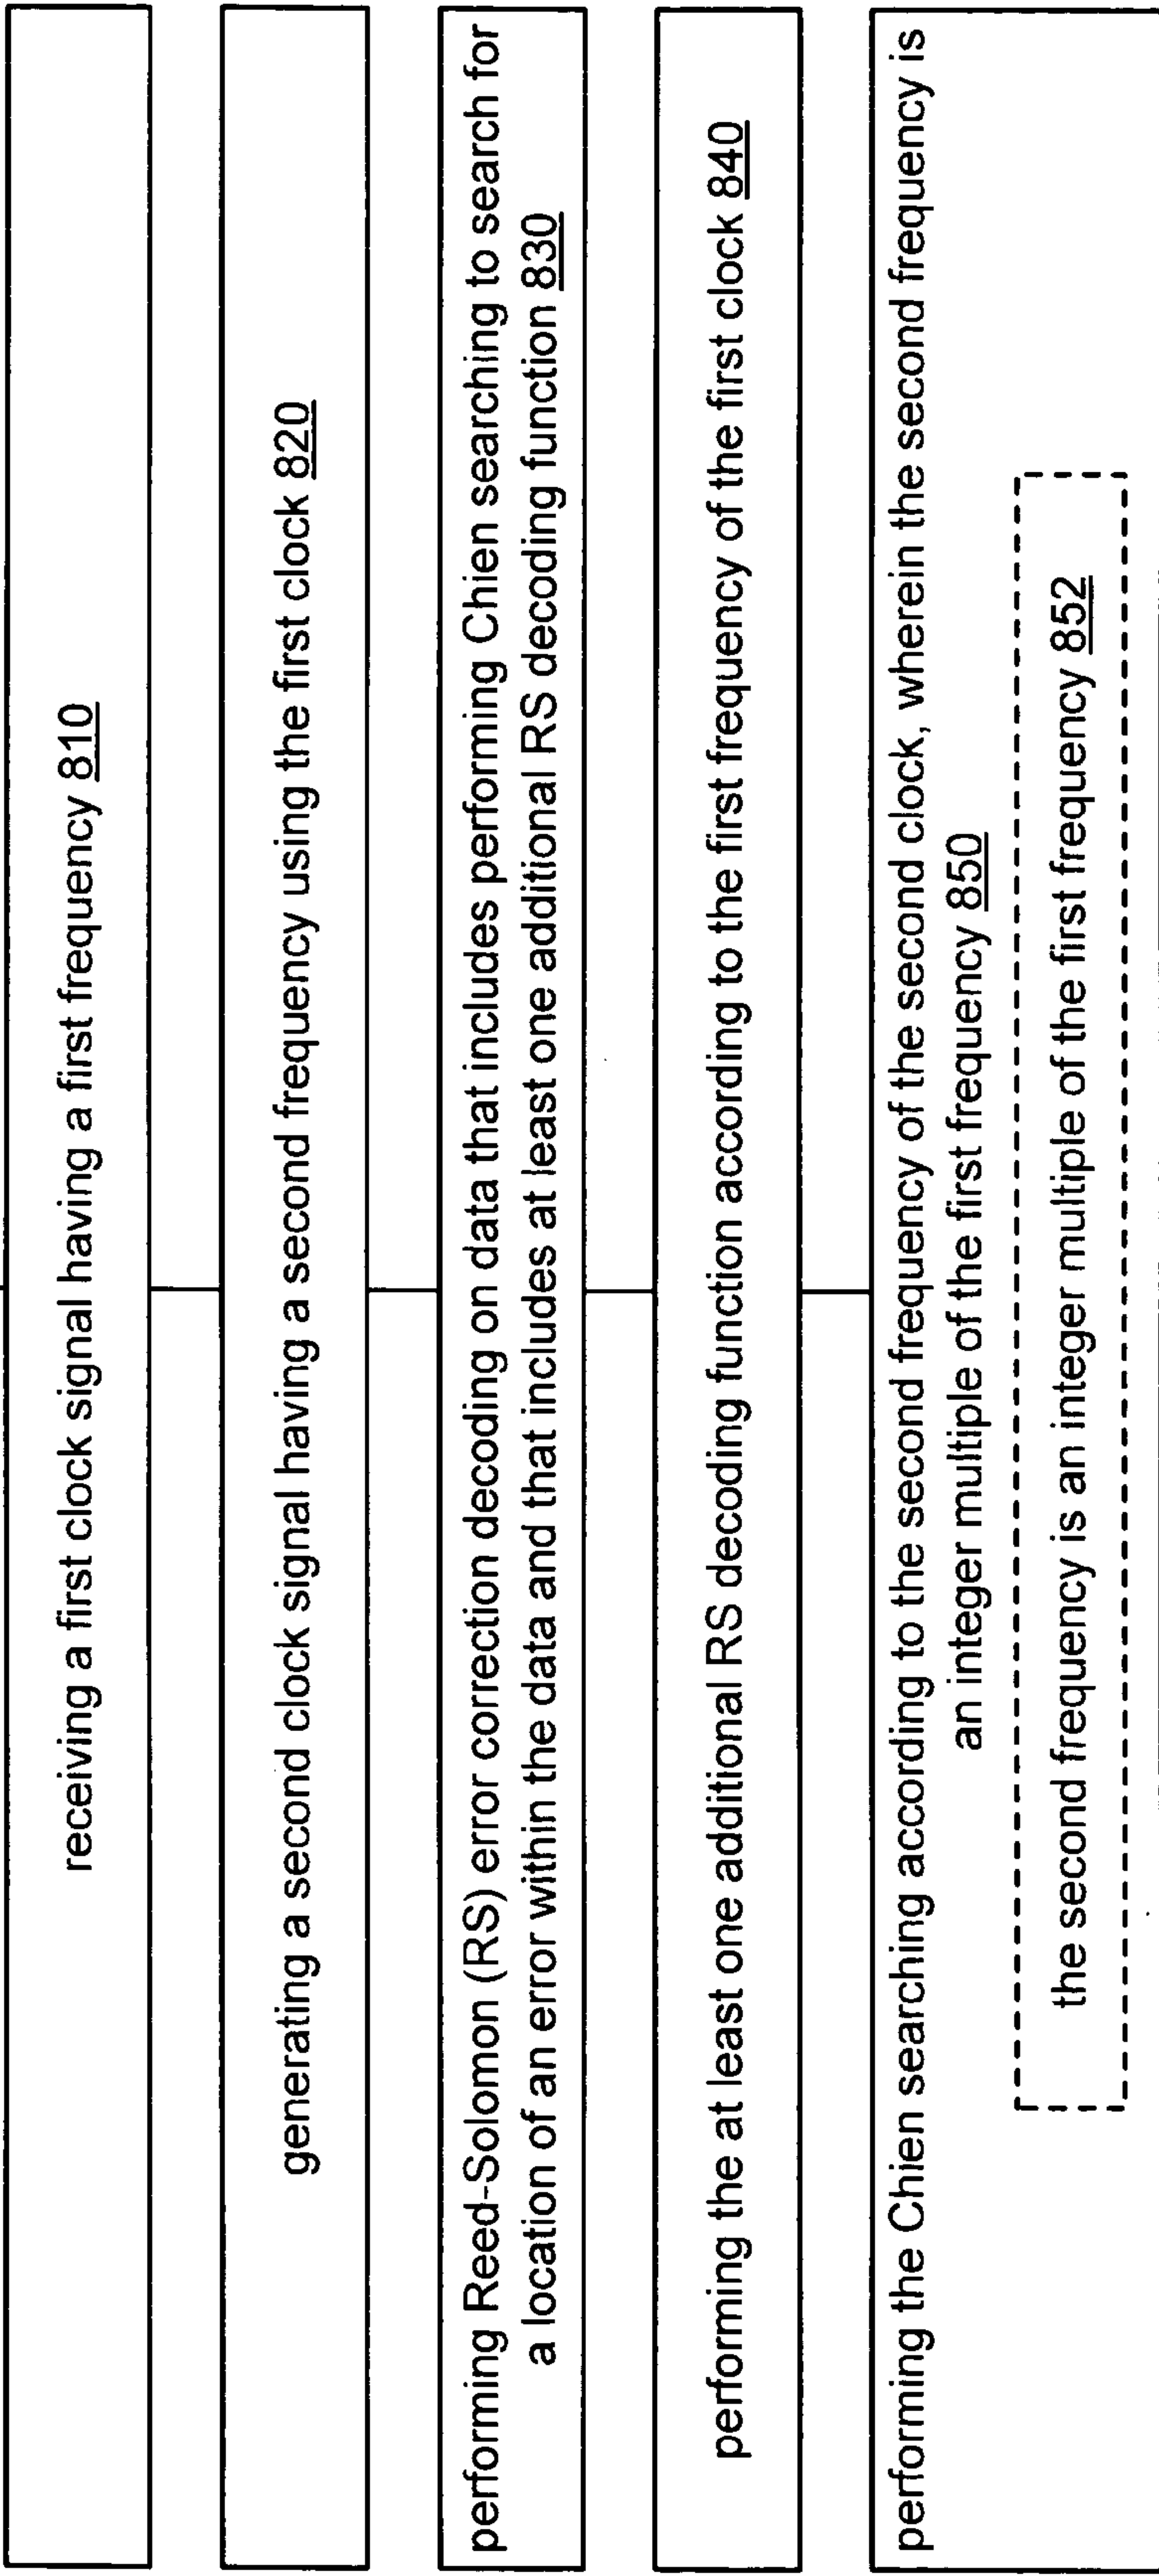 receiving a first clock signal having a first frequency 810
generating a second clock signal having a second frequency using the first clock 820
performing Reed-Solomon (RS) error correction decoding on data that includes performing Chien searching to search for
a location of an error within the data and that includes at least one additional RS decoding function 830
performing the at least one additional RS decoding function according to the first frequency of the first clock 840
performing the Chien searching according to the second frequency of the second clock, wherein the second frequency is
an integer multiple of the first frequency 850
the second frequency is an integer multiple of the first frequency 852